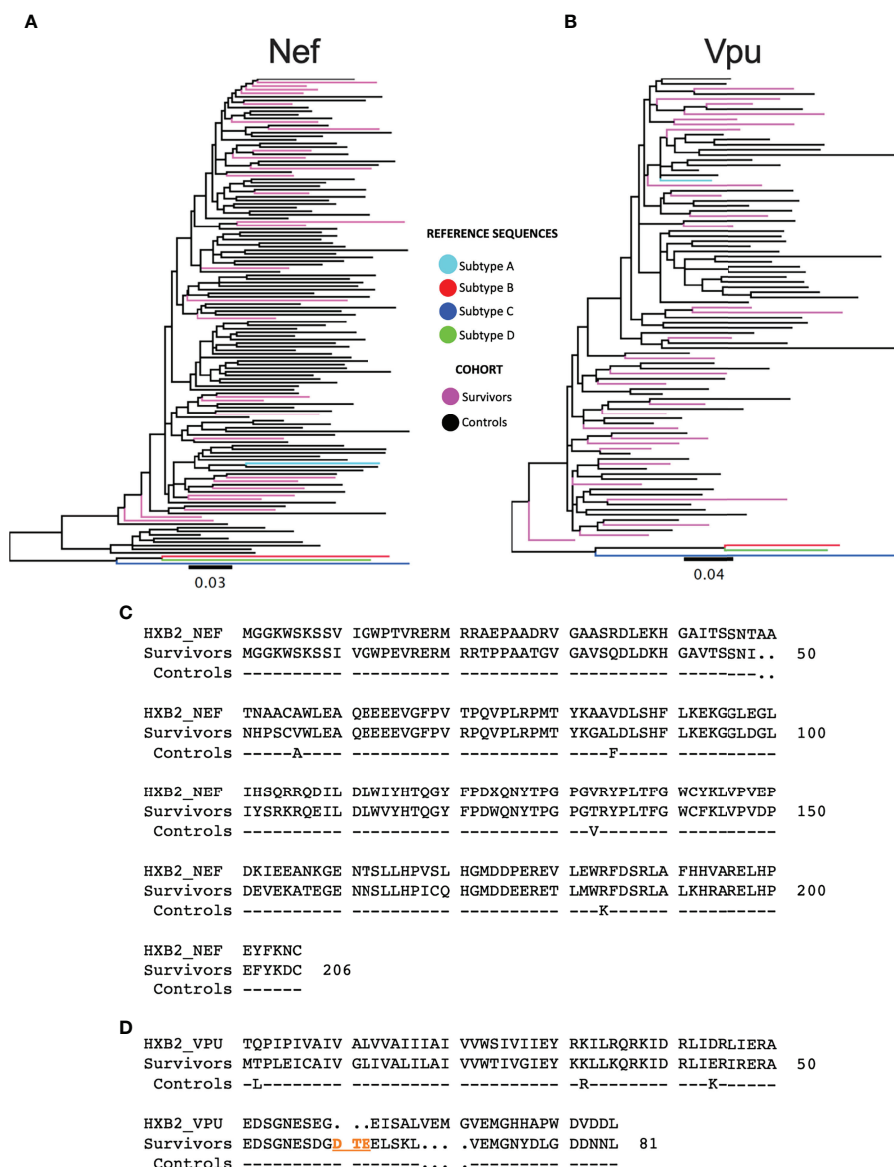 A
Nef
B
Vpu
REFERENCE SEQUENCES
Subtype A
Subtype B
Subtype C
Subtype D
COHORT
Survivors
Controls
0.03
0.04
C
HXB2_NEF MGGKWSKSSV IGWPTVRERM RRAEPAADRV GAASRDLEKH GAITSSNTAA
Survivors MGGKWSKSSI VGWPEVRERM RRTPPAATGV GAVSQDLDKH GAVTSSNI.. 50
Controls ---------- ---------- ---------- ---------- --------..
HXB2_NEF TNAACAWLEA QEEEEVGFPV TPQVPLRPMT YKAAVDLSHF LKEKGGLEGL
Survivors NHPSCVWLEA QEEEEVGFPV RPQVPLRPMT YKGALDLSHF LKEKGGLDGL 100
Controls -----A---- ---------- ---------- ----F----- ----------
HXB2_NEF IHSQRRQDIL DLWIYHTQGY FPDXQNYTPG PGVRYPLTFG WCYKLVPVEP
Survivors IYSRKRQEIL DLWVYHTQGY FPDWQNYTPG PGTRYPLTFG WCFKLVPVDP 150
Controls ---------- ---------- ---------- --V------- ----------
HXB2_NEF DKIEEANKGE NTSLLHPVSL HGMDDPEREV LEWRFDSRLA FHHVARELHP
Survivors DEVEKATEGE NNSLLHPICQ HGMDDEERET LMWRFDSRLA LKHRARELHP 200
Controls ---------- ---------- ---------- ---K------ ----------
HXB2_NEF EYFKNC
Survivors EFYKDC 206
Controls ------
D
HXB2_VPU TQPIPIVAIV ALVVAIIIAI VVWSIVIIEY RKILRQRKID RLIDRLIERA
Survivors MTPLEICAIV GLIVALILAI VVWTIVGIEY KKLLKQRKID RLIERIRERA 50
Controls -L-------- ---------- ---------- -R-------- ---K------
HXB2_VPU EDSGNESEG. ..EISALVEM GVEMGHHAPW DVDDL
Survivors EDSGNESDGD TEELSKL... .VEMGNYDLG DDNNL 81
Controls ---------- -------... .--------- -----